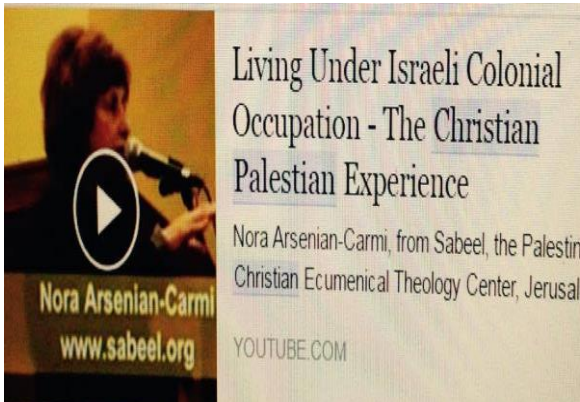 Living Under Israeli Colonial
Occupation - The Christian
Palestian Experience
Nora Arsenian-Carmi, from Sabeel, the Palestin
Christian Ecumenical Theology Center, Jerusal
YOUTUBE.COM
Nora Arsenian-Carmi
www.sabeel.org